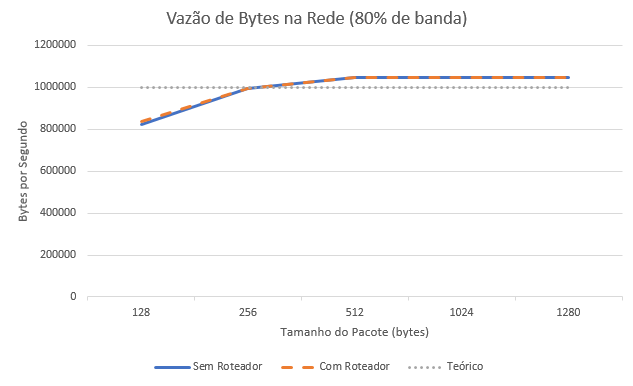 Vazão de Bytes na Rede (80% de banda)
1200000
1000000
800000
600000
400000
200000
0
Bytes por Segundo
128 256 512 1024 1280
Tamanho do Pacote (bytes)
Sem Roteador Com Roteador Teórico